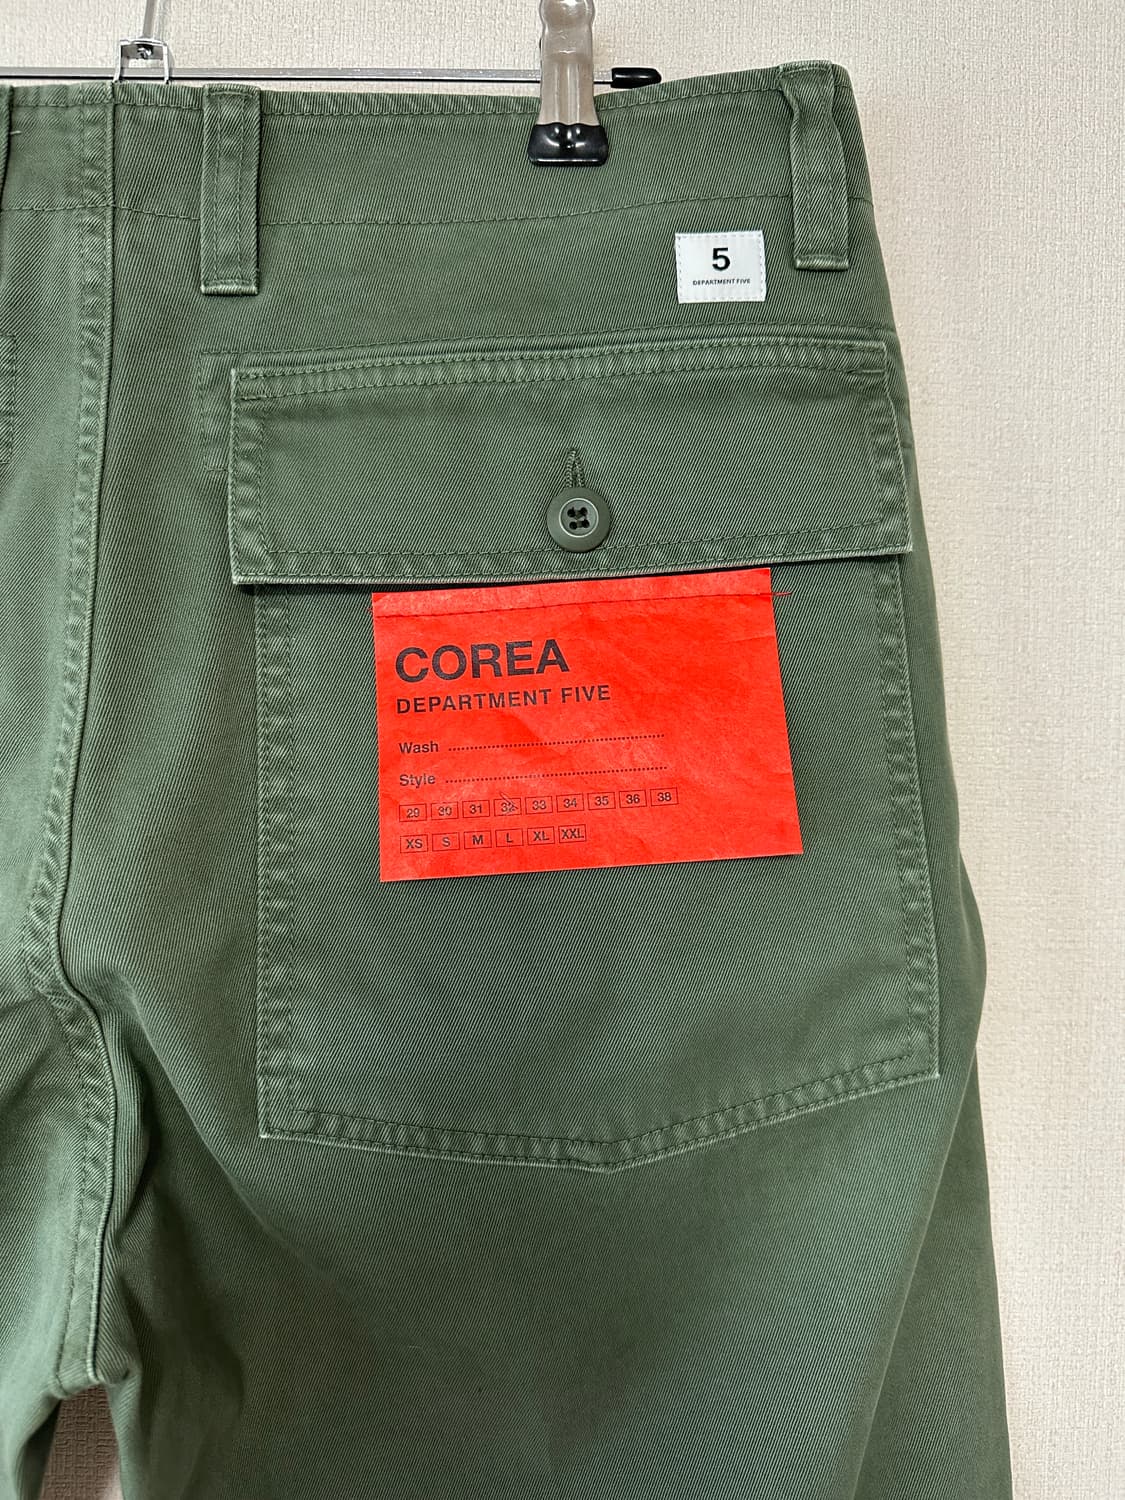 5
DEPARTMENT FIVE
COREA
DEPARTMENT FIVE
Wash
Style
29 30 31 32 33 34 35 36 38
XS S M L XL XXL